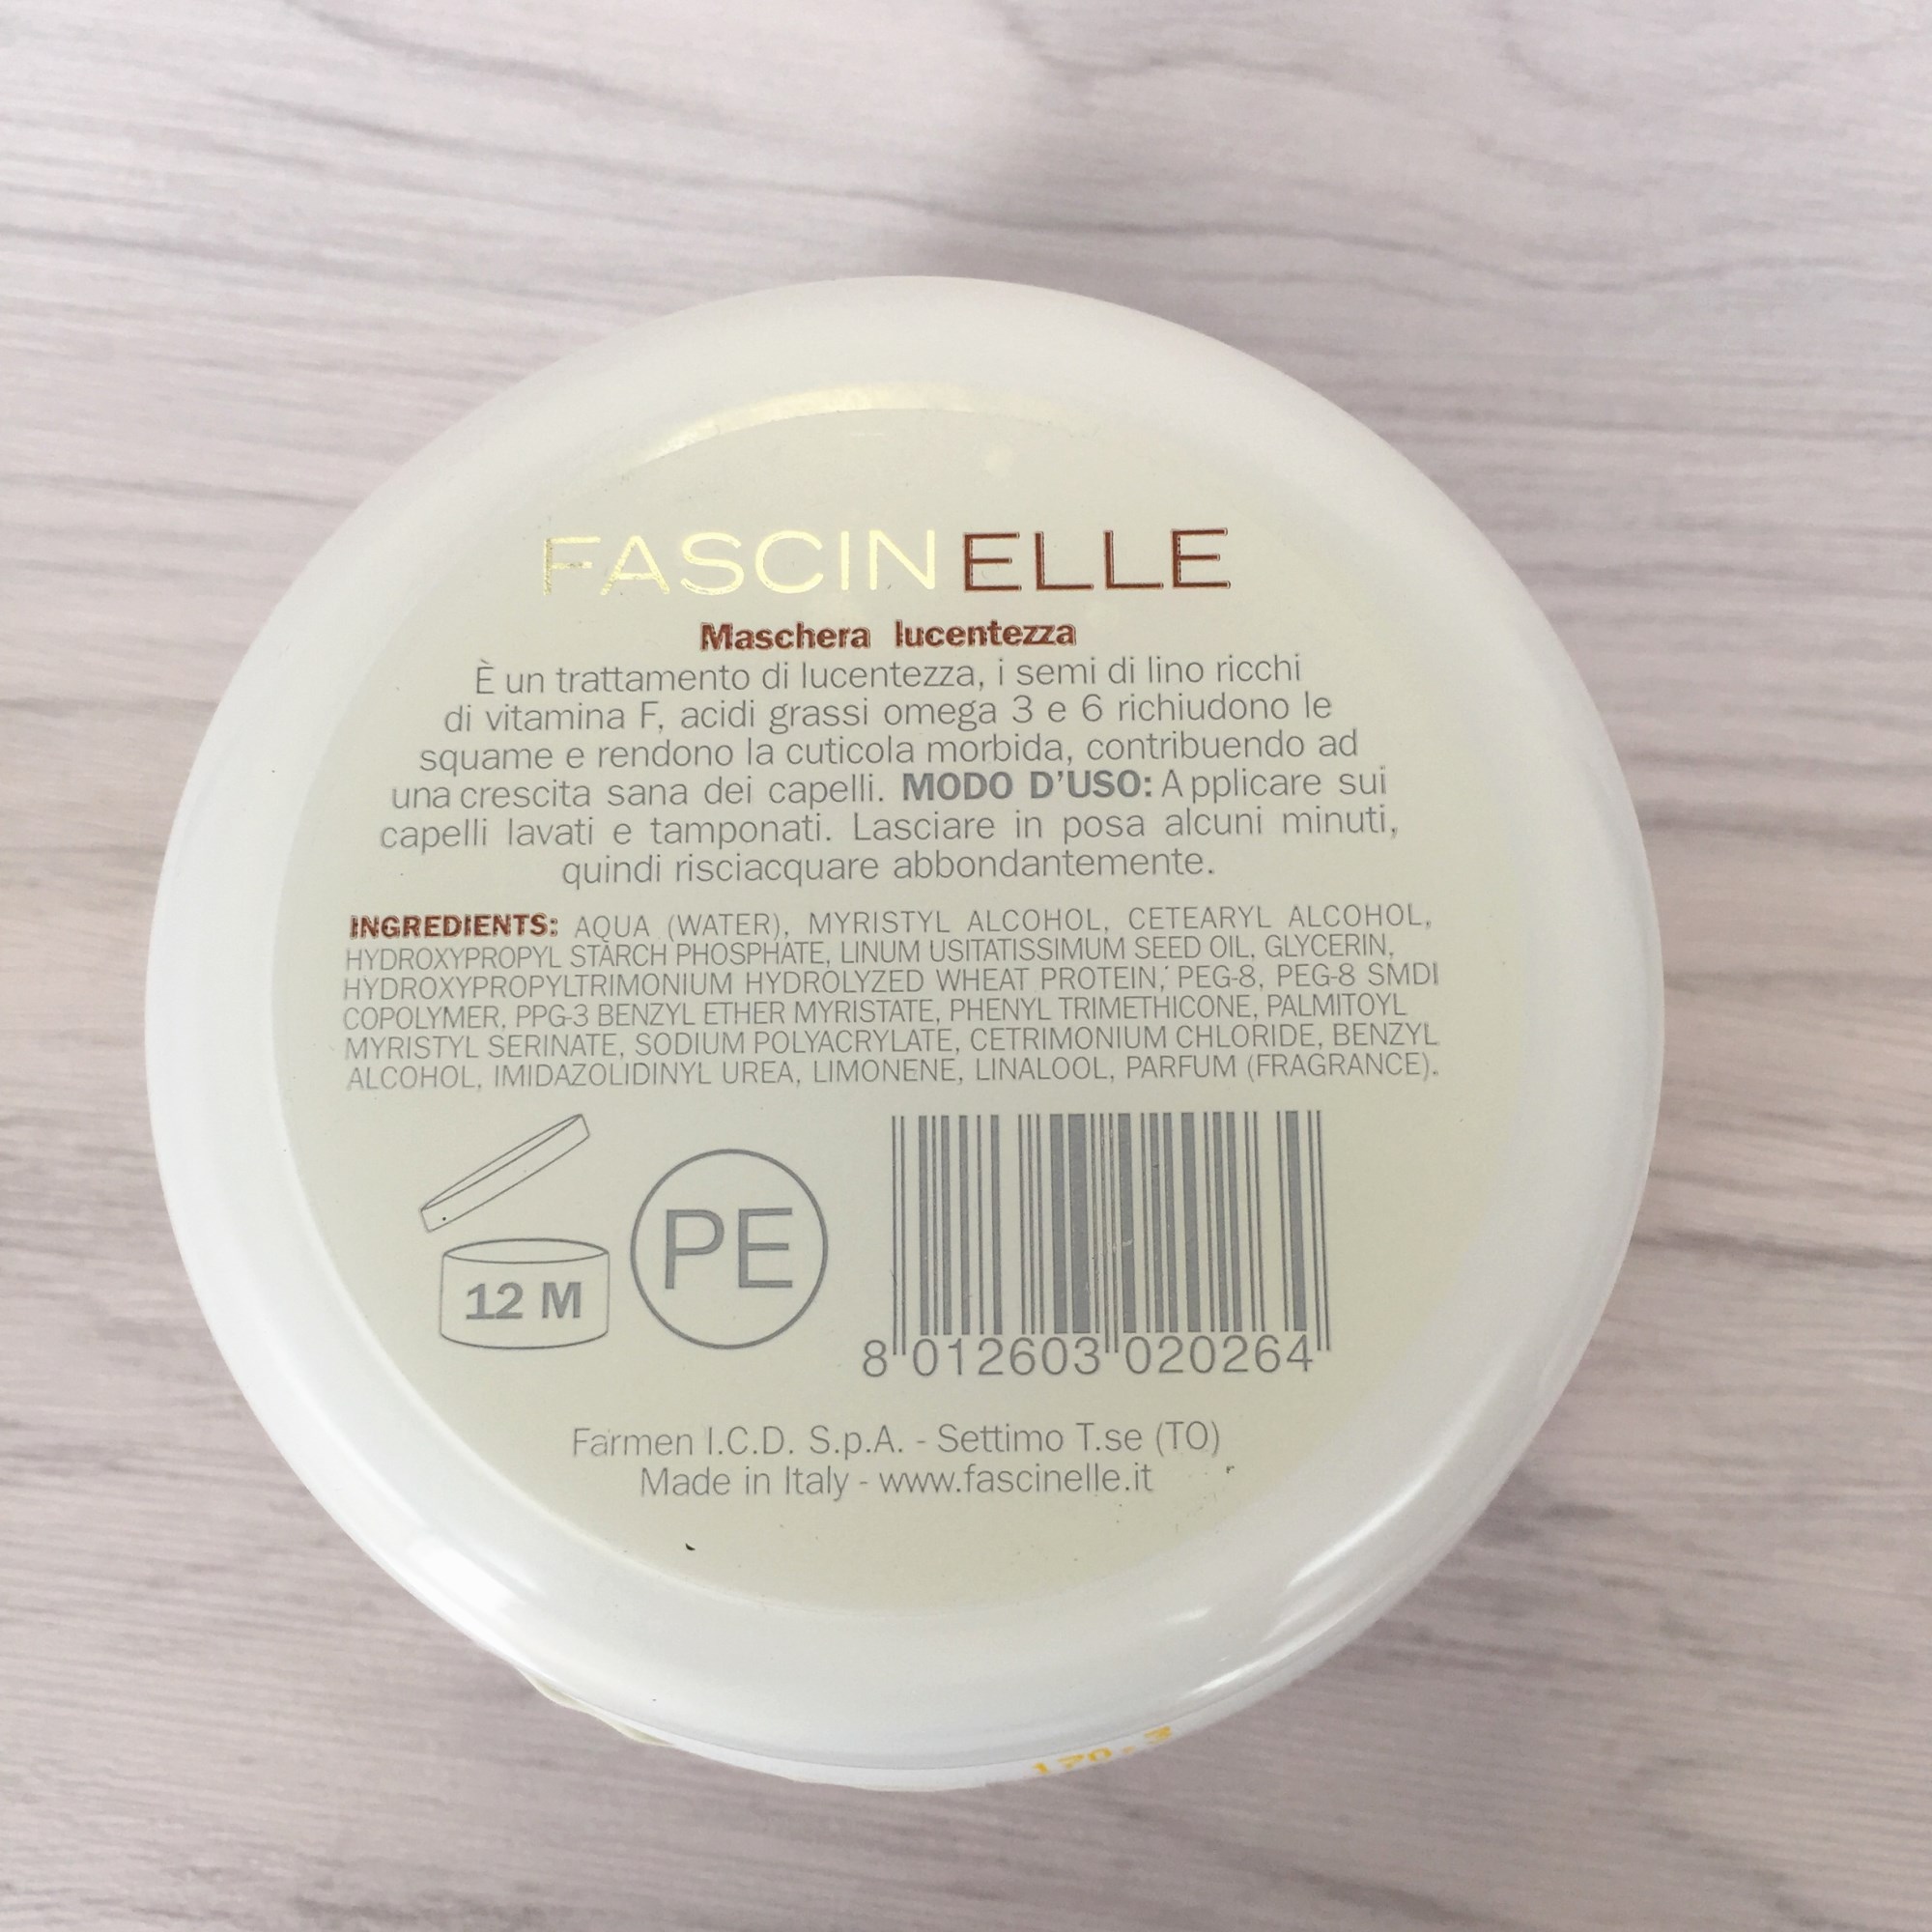 FASCINELLE
Maschera lucentezza
È un trattamento di lucentezza, i semi di lino ricchi
di vitamina F, acidi grassi omega 3 e 6 richiudono le
squame e rendono la cuticola morbida, contribuendo ad
una crescita sana dei capelli. MODO D'USO: Applicare sui
capelli lavati e tamponati. Lasciare in posa alcuni minuti,
quindi risciacquare abbondantemente.
INGREDIENTS: AQUA (WATER), MYRISTYL ALCOHOL, CETEARYL ALCOHOL,
HYDROXYPROPYL STARCH PHOSPHATE, LINUM USITATISSIMUM SEED OIL, GLYCERIN,
HYDROXYPROPYLTRIMONIUM HYDROLYZED WHEAT PROTEIN, PEG-8, PEG-8 SMDI
COPOLYMER, PPG-3 BENZYL ETHER MYRISTATE, PHENYL TRIMETHICONE, PALMITOYL
MYRISTYL SERINATE, SODIUM POLYACRYLATE, CETRIMONIUM CHLORIDE, BENZYL
ALCOHOL, IMIDAZOLIDINYL UREA, LIMONENE, LINALOOL, PARFUM (FRAGRANCE).
12 M
PE
8 012603 020264
Farmen I.C.D. S.p.A. - Settimo T.se (TO)
Made in Italy - www.fascinelle.it